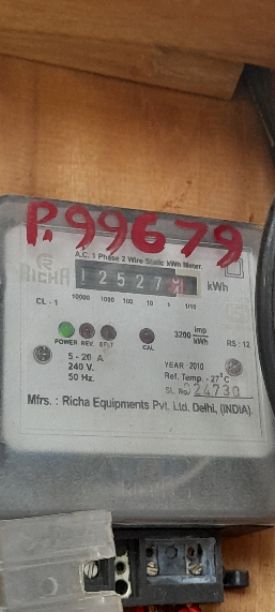 P.99679
A.C. 1 Phase 2 Wire Static kWh Meter.
RICHA
12527 kWh
CL - 1 10000 1000 100 10 1 1/10
3200 imp/kWh RS : 12
POWER REV. CAL
5 - 20 A
240 V.
50 Hz.
YEAR : 2010
Ref. Temp. - 27°C
SL No. 224730
Mfrs. : Richa Equipments Pvt. Ltd. Delhi, (INDIA)